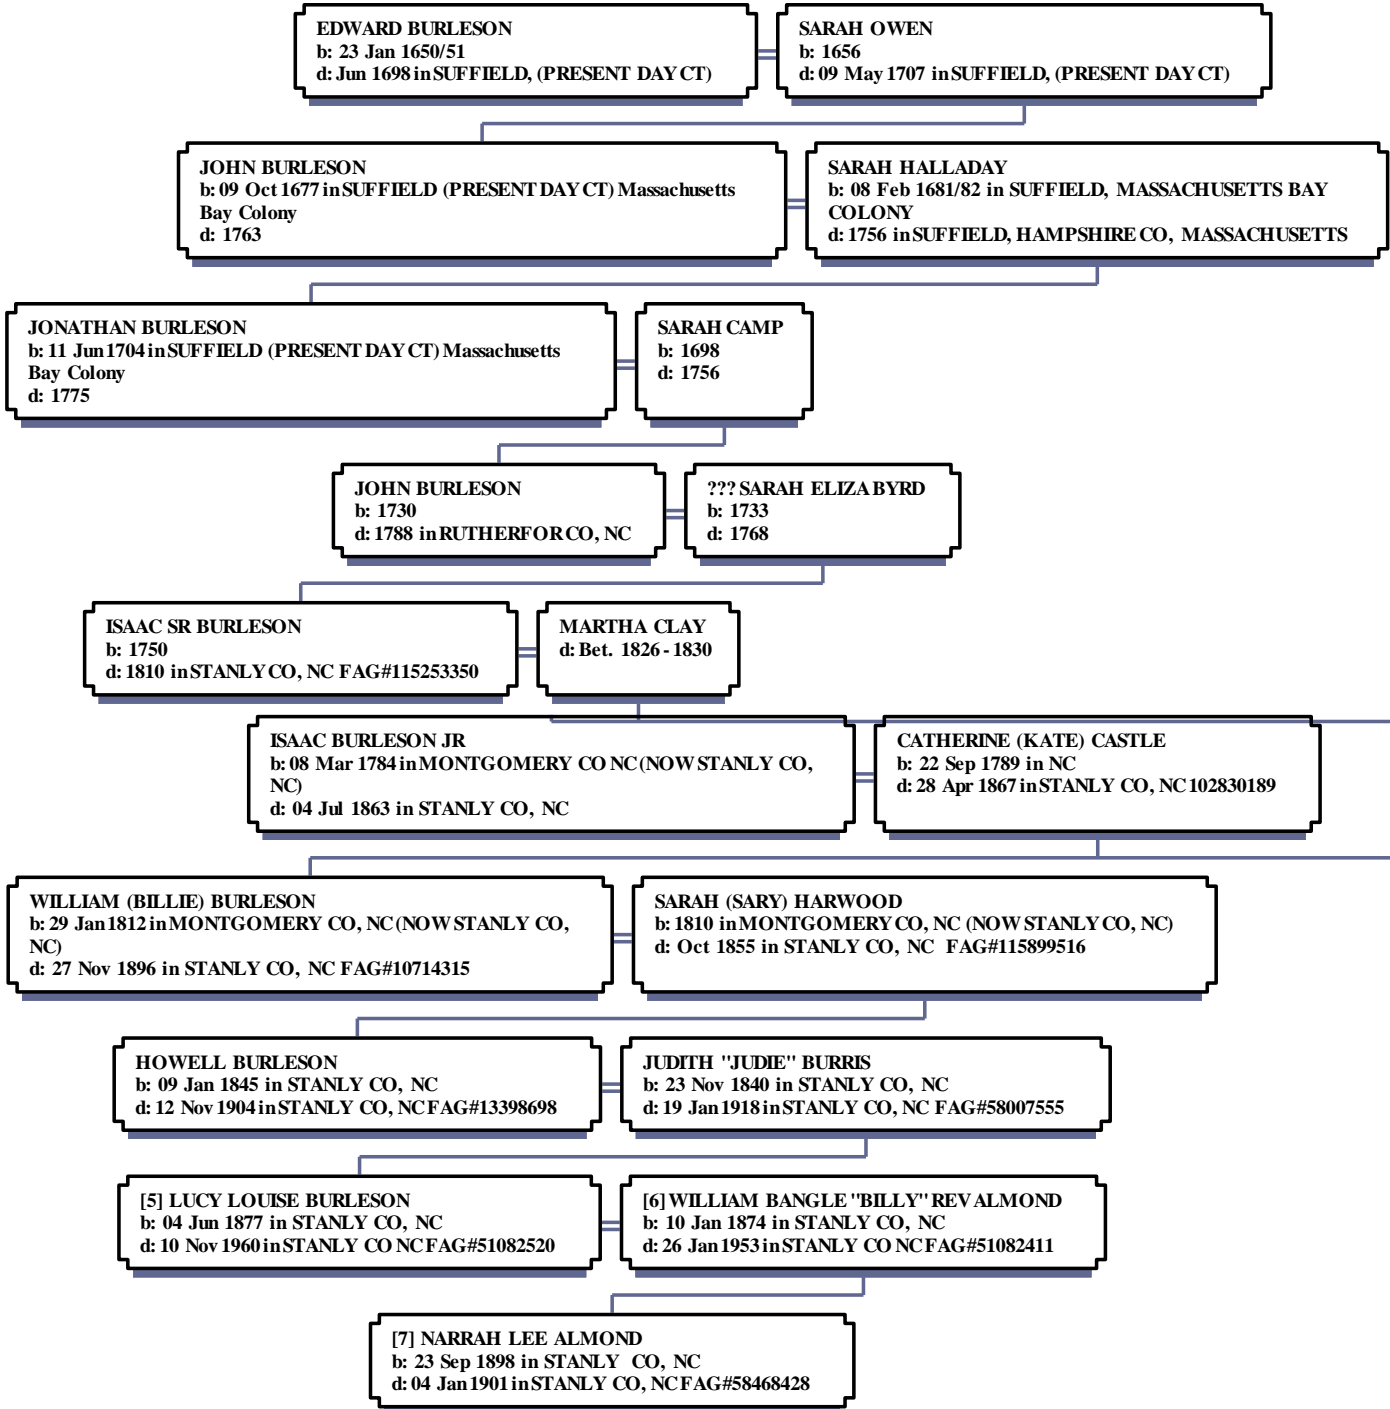 EDWARD BURLESON
b: 23 Jan 1650/51
d: Jun 1698 in SUFFIELD, (PRESENT DAY CT)
SARAH OWEN
b: 1656
d: 09 May 1707 in SUFFIELD, (PRESENT DAY CT)
JOHN BURLESON
b: 09 Oct 1677 in SUFFIELD (PRESENT DAY CT) Massachusetts
Bay Colony
d: 1763
SARAH HALLADAY
b: 08 Feb 1681/82 in SUFFIELD, MASSACHUSETTS BAY
COLONY
d: 1756 in SUFFIELD, HAMPSHIRE CO, MASSACHUSETTS
JONATHAN BURLESON
b: 11 Jun 1704 in SUFFIELD (PRESENT DAY CT) Massachusetts
Bay Colony
d: 1775
SARAH CAMP
b: 1698
d: 1756
JOHN BURLESON
b: 1730
d: 1788 in RUTHERFOR CO, NC
??? SARAH ELIZA BYRD
b: 1733
d: 1768
ISAAC SR BURLESON
b: 1750
d: 1810 in STANLY CO, NC FAG#115253350
MARTHA CLAY
d: Bet. 1826 - 1830
ISAAC BURLESON JR
b: 08 Mar 1784 in MONTGOMERY CO NC (NOW STANLY CO,
NC)
d: 04 Jul 1863 in STANLY CO, NC
CATHERINE (KATE) CASTLE
b: 22 Sep 1789 in NC
d: 28 Apr 1867 in STANLY CO, NC 102830189
WILLIAM (BILLIE) BURLESON
b: 29 Jan 1812 in MONTGOMERY CO, NC (NOW STANLY CO,
NC)
d: 27 Nov 1896 in STANLY CO, NC FAG#10714315
SARAH (SARY) HARWOOD
b: 1810 in MONTGOMERY CO, NC (NOW STANLY CO, NC)
d: Oct 1855 in STANLY CO, NC FAG#115899516
HOWELL BURLESON
b: 09 Jan 1845 in STANLY CO, NC
d: 12 Nov 1904 in STANLY CO, NC FAG#13398698
JUDITH "JUDIE" BURRIS
b: 23 Nov 1840 in STANLY CO, NC
d: 19 Jan 1918 in STANLY CO, NC FAG#58007555
[5] LUCY LOUISE BURLESON
b: 04 Jun 1877 in STANLY CO, NC
d: 10 Nov 1960 in STANLY CO NC FAG#51082520
[6] WILLIAM BANGLE "BILLY" REV ALMOND
b: 10 Jan 1874 in STANLY CO, NC
d: 26 Jan 1953 in STANLY CO NC FAG#51082411
[7] NARRAH LEE ALMOND
b: 23 Sep 1898 in STANLY CO, NC
d: 04 Jan 1901 in STANLY CO, NC FAG#58468428